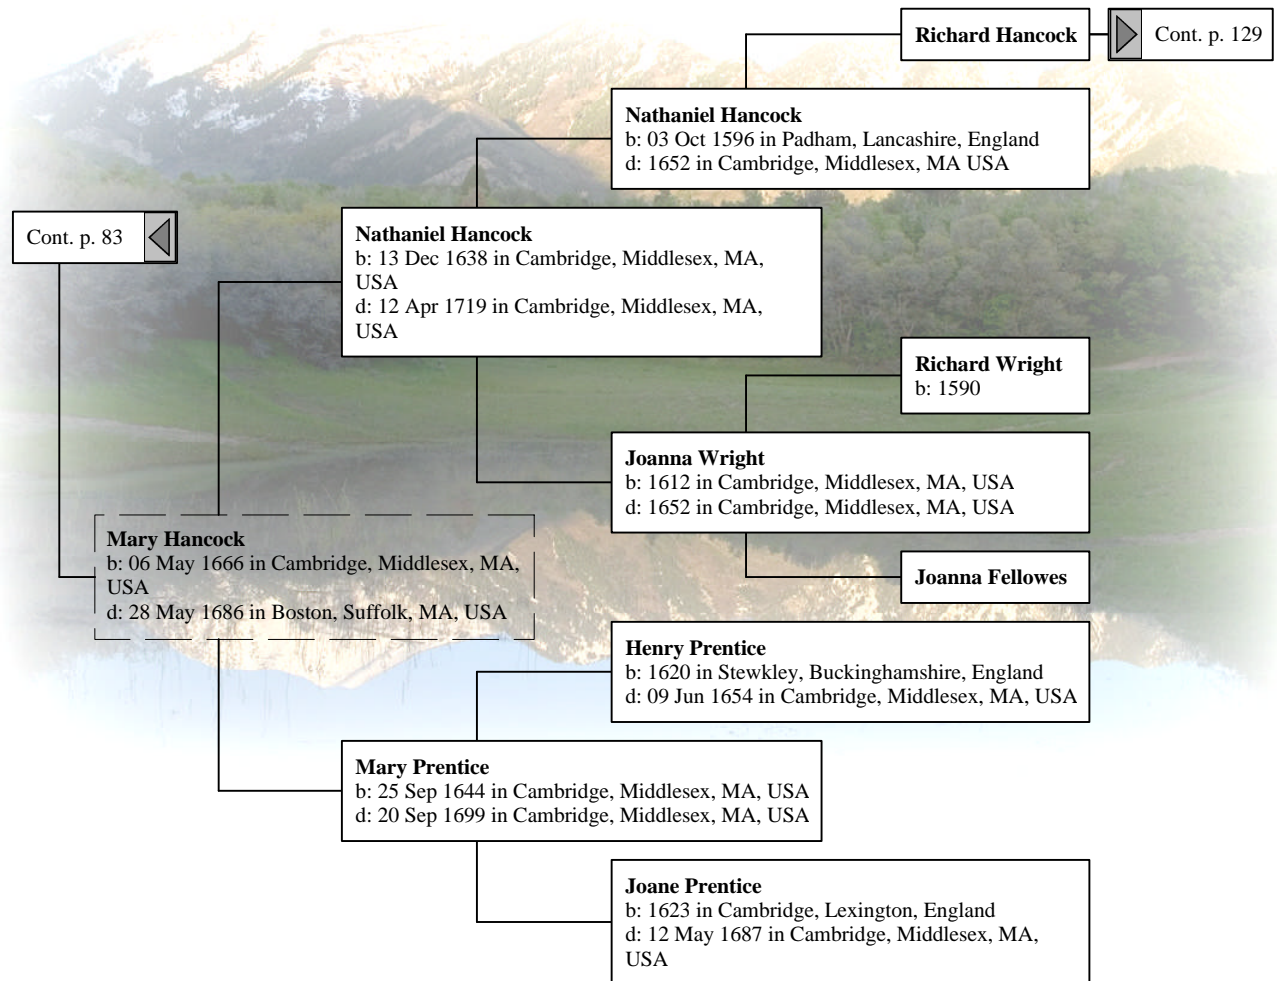 Richard Hancock
Cont. p. 129
Nathaniel Hancock
b: 03 Oct 1596 in Padham, Lancashire, England
d: 1652 in Cambridge, Middlesex, MA USA
Cont. p. 83
Nathaniel Hancock
b: 13 Dec 1638 in Cambridge, Middlesex, MA,
USA
d: 12 Apr 1719 in Cambridge, Middlesex, MA,
USA
Richard Wright
b: 1590
Joanna Wright
b: 1612 in Cambridge, Middlesex, MA, USA
d: 1652 in Cambridge, Middlesex, MA, USA
Mary Hancock
b: 06 May 1666 in Cambridge, Middlesex, MA,
USA
d: 28 May 1686 in Boston, Suffolk, MA, USA
Joanna Fellowes
Henry Prentice
b: 1620 in Stewkley, Buckinghamshire, England
d: 09 Jun 1654 in Cambridge, Middlesex, MA, USA
Mary Prentice
b: 25 Sep 1644 in Cambridge, Middlesex, MA, USA
d: 20 Sep 1699 in Cambridge, Middlesex, MA, USA
Joane Prentice
b: 1623 in Cambridge, Lexington, England
d: 12 May 1687 in Cambridge, Middlesex, MA,
USA